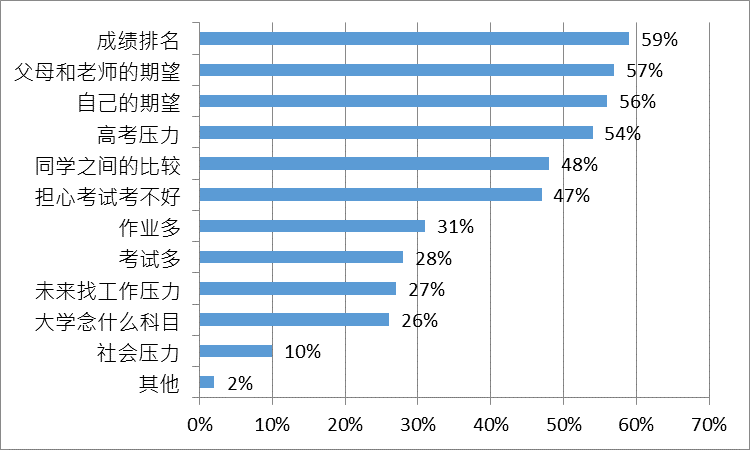 成绩排名 59%
父母和老师的期望 57%
自己的期望 56%
高考压力 54%
同学之间的比较 48%
担心考试考不好 47%
作业多 31%
考试多 28%
未来找工作压力 27%
大学念什么科目 26%
社会压力 10%
其他 2%
0% 10% 20% 30% 40% 50% 60% 70%